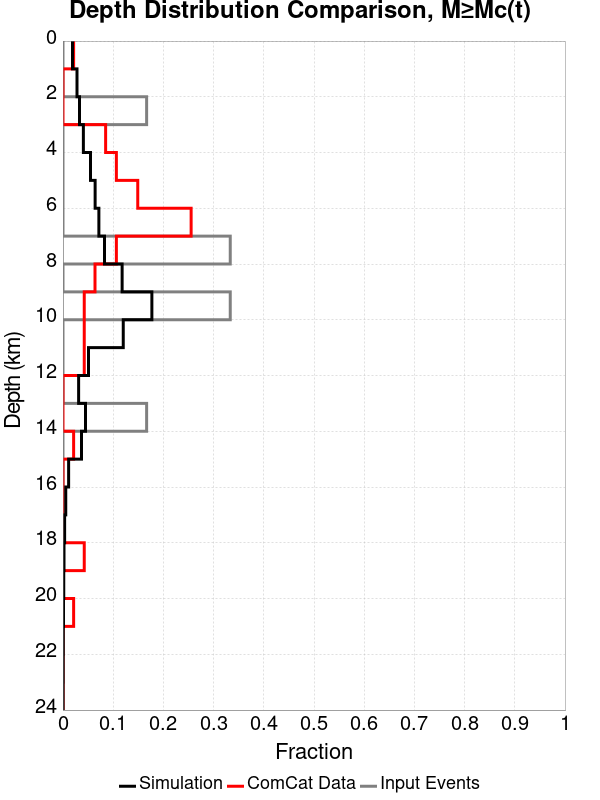 Depth Distribution Comparison, M≥Mc(t)
0
2
4
6
8
10
12
14
16
18
20
22
24
Depth (km)
0 0.1 0.2 0.3 0.4 0.5 0.6 0.7 0.8 0.9 1
Fraction
Simulation ComCat Data Input Events